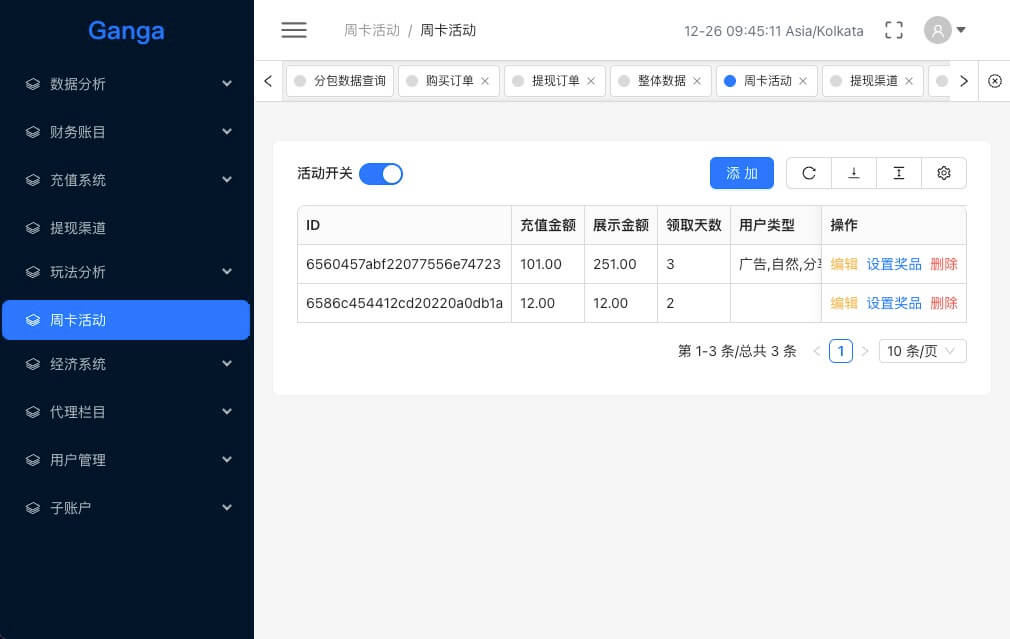 Ganga
数据分析
财务账目
充值系统
提现渠道
玩法分析
周卡活动
经济系统
代理栏目
用户管理
子账户
周卡活动 / 周卡活动
12-26 09:45:11 Asia/Kolkata
分包数据查询 购买订单 提现订单 整体数据 周卡活动 提现渠道
活动开关
添 加
ID 充值金额 展示金额 领取天数 用户类型 操作
6560457abf22077556e74723 101.00 251.00 3 广告,自然,分享 编辑 设置奖品 删除
6586c454412cd20220a0db1a 12.00 12.00 2 编辑 设置奖品 删除
第 1-3 条/总共 3 条 1 10 条/页